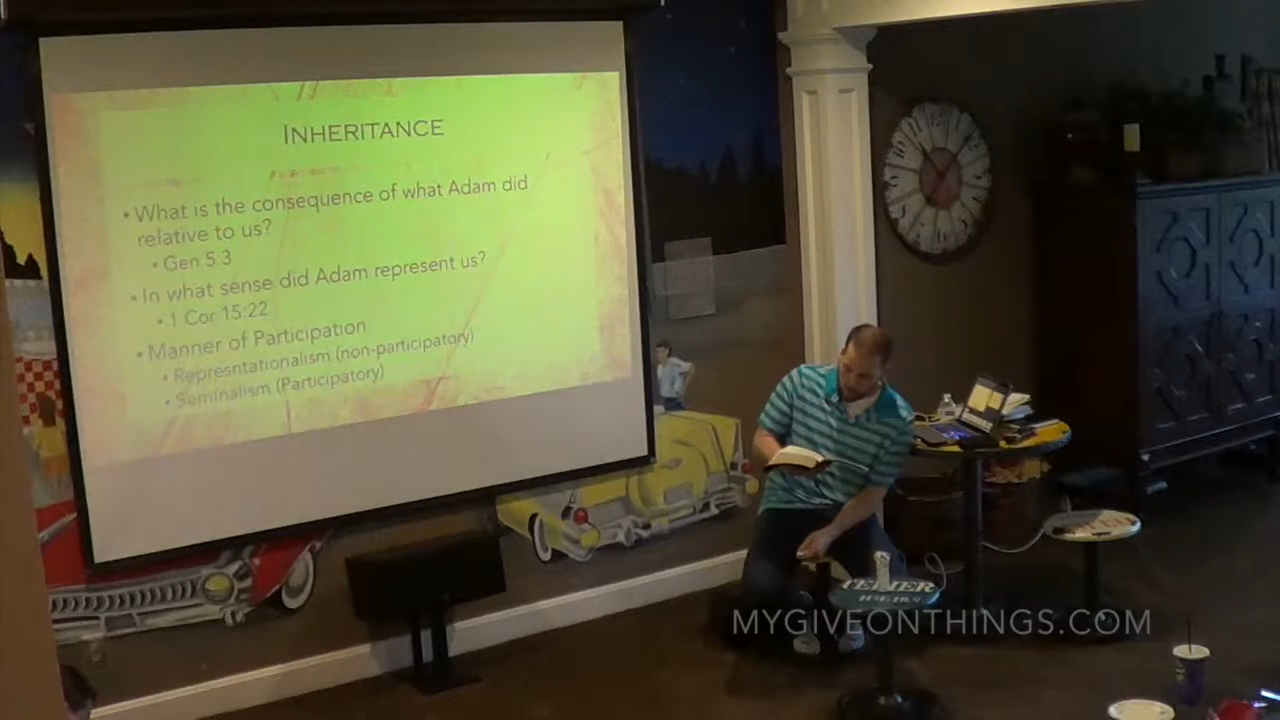 INHERITANCE
• What is the consequence of what Adam did
relative to us?
• Gen 5:3
• In what sense did Adam represent us?
• 1 Cor 15:22
• Manner of Participation
• Represntationalism (non-participatory)
• Seminalism (Participatory)
MYGIVEONTHINGS.COM